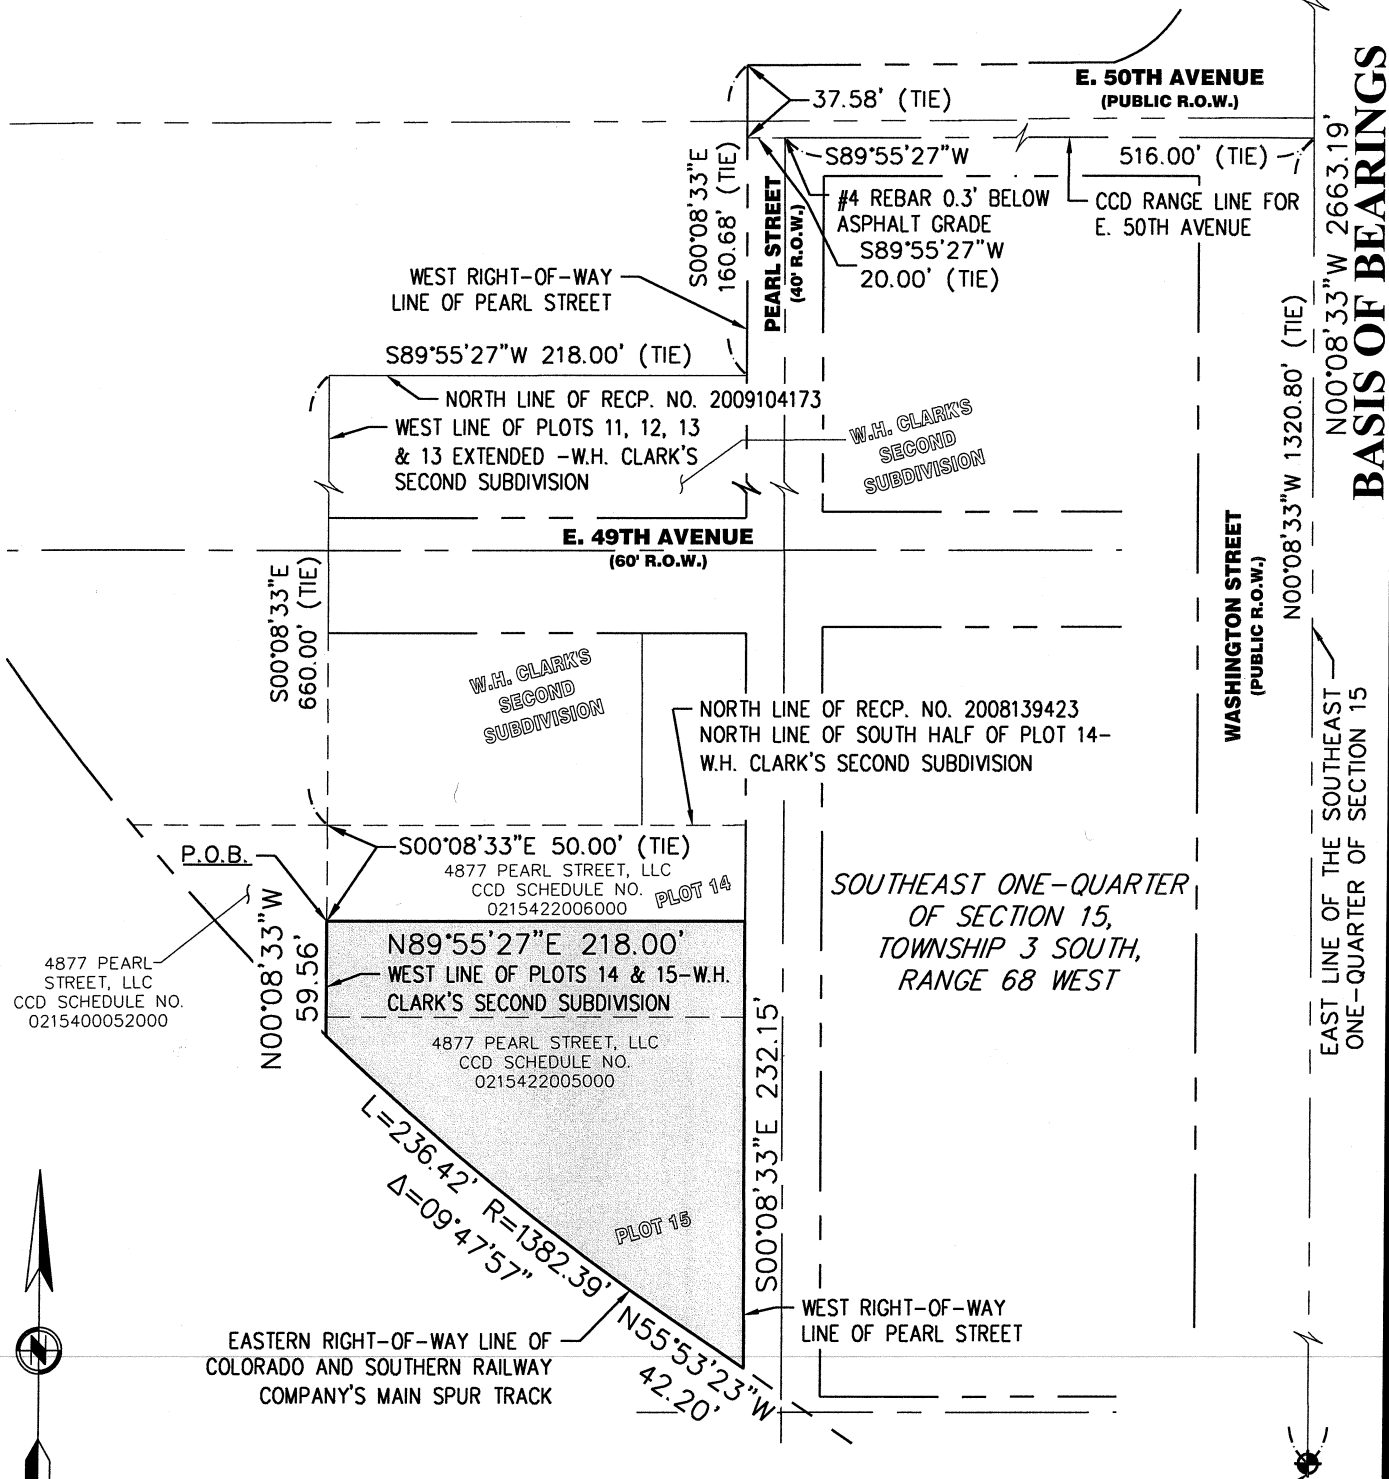 E. 50TH AVENUE
(PUBLIC R.O.W.)
37.58' (TIE)
S89°55'27"W
516.00' (TIE)
#4 REBAR 0.3' BELOW
ASPHALT GRADE
CCD RANGE LINE FOR
E. 50TH AVENUE
S89°55'27"W
20.00' (TIE)
S00°08'33"E
160.68' (TIE)
PEARL STREET
(40' R.O.W.)
N00°08'33"W 2663.19'
BASIS OF BEARINGS
N00°08'33"W 1320.80' (TIE)
WEST RIGHT-OF-WAY
LINE OF PEARL STREET
S89°55'27"W 218.00' (TIE)
NORTH LINE OF RECP. NO. 2009104173
WEST LINE OF PLOTS 11, 12, 13
& 13 EXTENDED -W.H. CLARK'S
SECOND SUBDIVISION
W.H. CLARK'S
SECOND
SUBDIVISION
E. 49TH AVENUE
(60' R.O.W.)
WASHINGTON STREET
(PUBLIC R.O.W.)
S00°08'33"E
660.00' (TIE)
W.H. CLARK'S
SECOND
SUBDIVISION
NORTH LINE OF RECP. NO. 2008139423
NORTH LINE OF SOUTH HALF OF PLOT 14-
W.H. CLARK'S SECOND SUBDIVISION
EAST LINE OF THE SOUTHEAST
ONE-QUARTER OF SECTION 15
P.O.B.
S00°08'33"E 50.00' (TIE)
4877 PEARL STREET, LLC
CCD SCHEDULE NO.
0215422006000
PLOT 14
SOUTHEAST ONE-QUARTER
OF SECTION 15,
TOWNSHIP 3 SOUTH,
RANGE 68 WEST
N00°08'33"W
59.56'
N89°55'27"E 218.00'
WEST LINE OF PLOTS 14 & 15-W.H.
CLARK'S SECOND SUBDIVISION
4877 PEARL
STREET, LLC
CCD SCHEDULE NO.
0215400052000
4877 PEARL STREET, LLC
CCD SCHEDULE NO.
0215422005000
S00°08'33"E 232.15'
L=236.42' R=1382.39'
Δ=09°47'57"
PLOT 15
N55°53'23"W
42.20'
WEST RIGHT-OF-WAY
LINE OF PEARL STREET
EASTERN RIGHT-OF-WAY LINE OF
COLORADO AND SOUTHERN RAILWAY
COMPANY'S MAIN SPUR TRACK
N